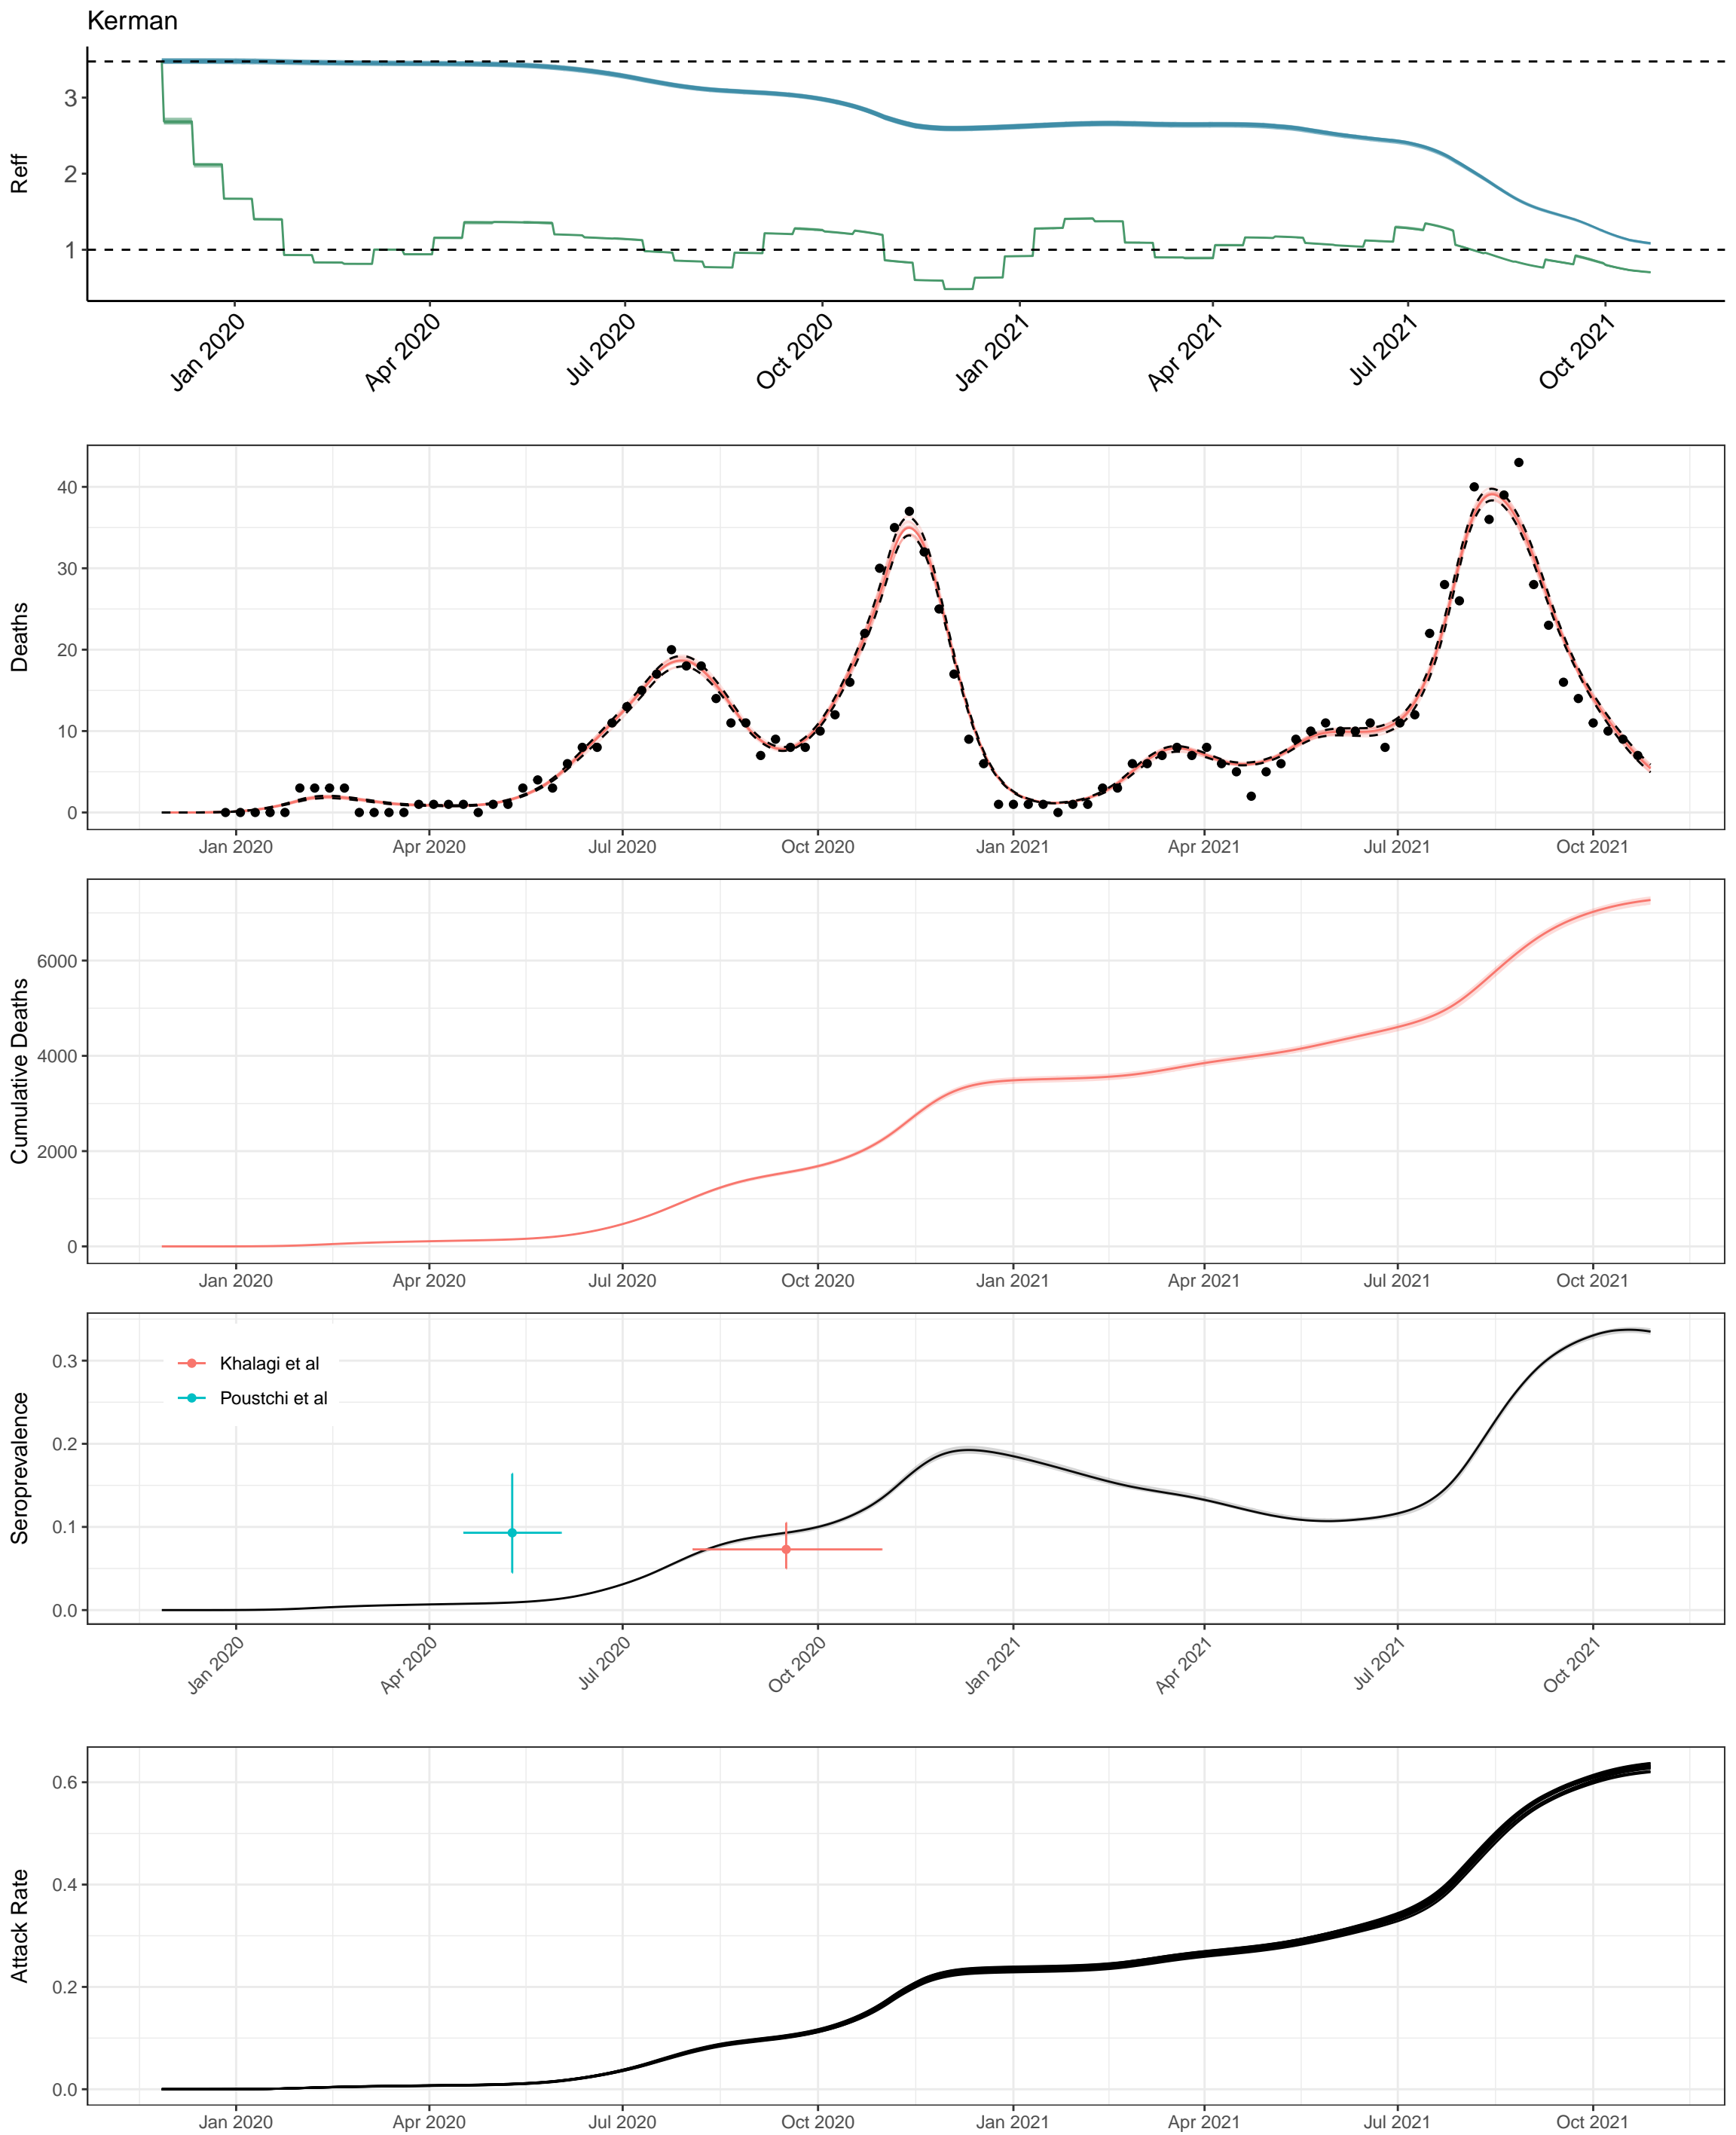 Kerman
Reff
3
2
1
Jan 2020
Apr 2020
Jul 2020
Oct 2020
Jan 2021
Apr 2021
Jul 2021
Oct 2021
Deaths
40
30
20
10
0
Jan 2020
Apr 2020
Jul 2020
Oct 2020
Jan 2021
Apr 2021
Jul 2021
Oct 2021
Cumulative Deaths
6000
4000
2000
0
Jan 2020
Apr 2020
Jul 2020
Oct 2020
Jan 2021
Apr 2021
Jul 2021
Oct 2021
Seroprevalence
0.3
0.2
0.1
0.0
Khalagi et al
Poustchi et al
Jan 2020
Apr 2020
Jul 2020
Oct 2020
Jan 2021
Apr 2021
Jul 2021
Oct 2021
Attack Rate
0.6
0.4
0.2
0.0
Jan 2020
Apr 2020
Jul 2020
Oct 2020
Jan 2021
Apr 2021
Jul 2021
Oct 2021